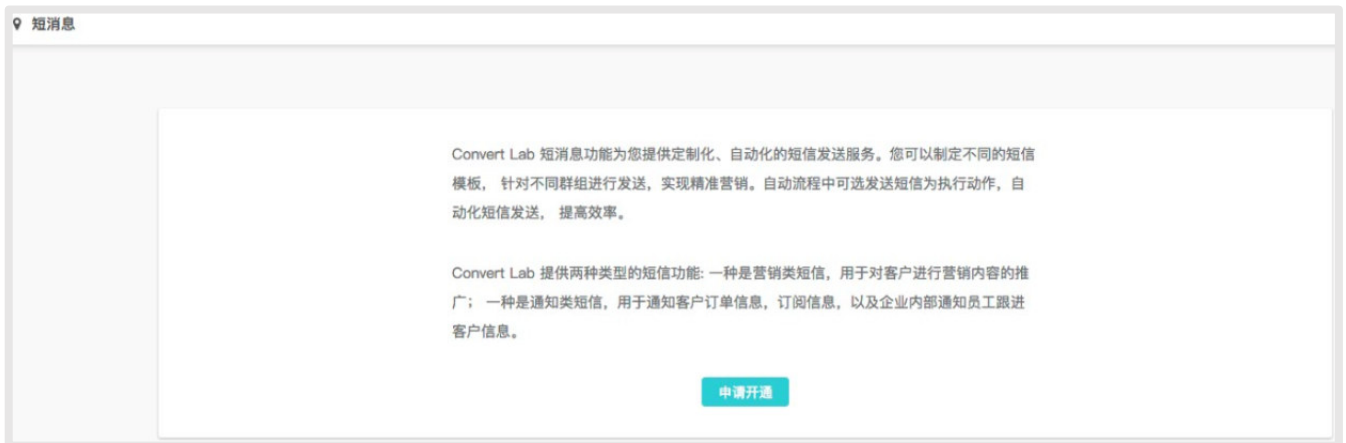 短消息
Convert Lab 短消息功能为您提供定制化、自动化的短信发送服务。您可以制定不同的短信
模板， 针对不同群组进行发送，实现精准营销。自动流程中可选发送短信为执行动作，自
动化短信发送， 提高效率。
Convert Lab 提供两种类型的短信功能: 一种是营销类短信，用于对客户进行营销内容的推
广； 一种是通知类短信，用于通知客户订单信息，订阅信息，以及企业内部通知员工跟进
客户信息。
申请开通